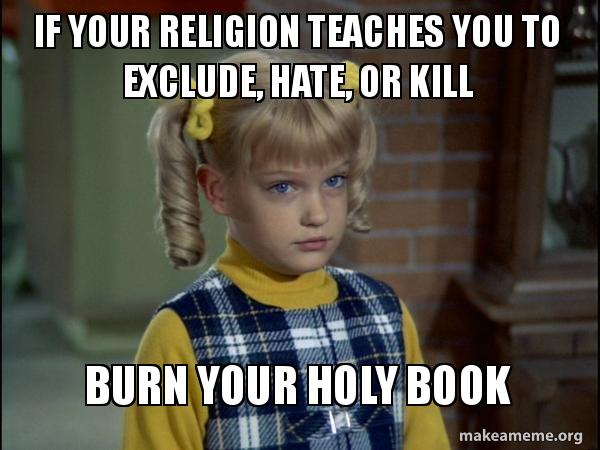 IF YOUR RELIGION TEACHES YOU TO
EXCLUDE, HATE, OR KILL
BURN YOUR HOLY BOOK
makeameme.org